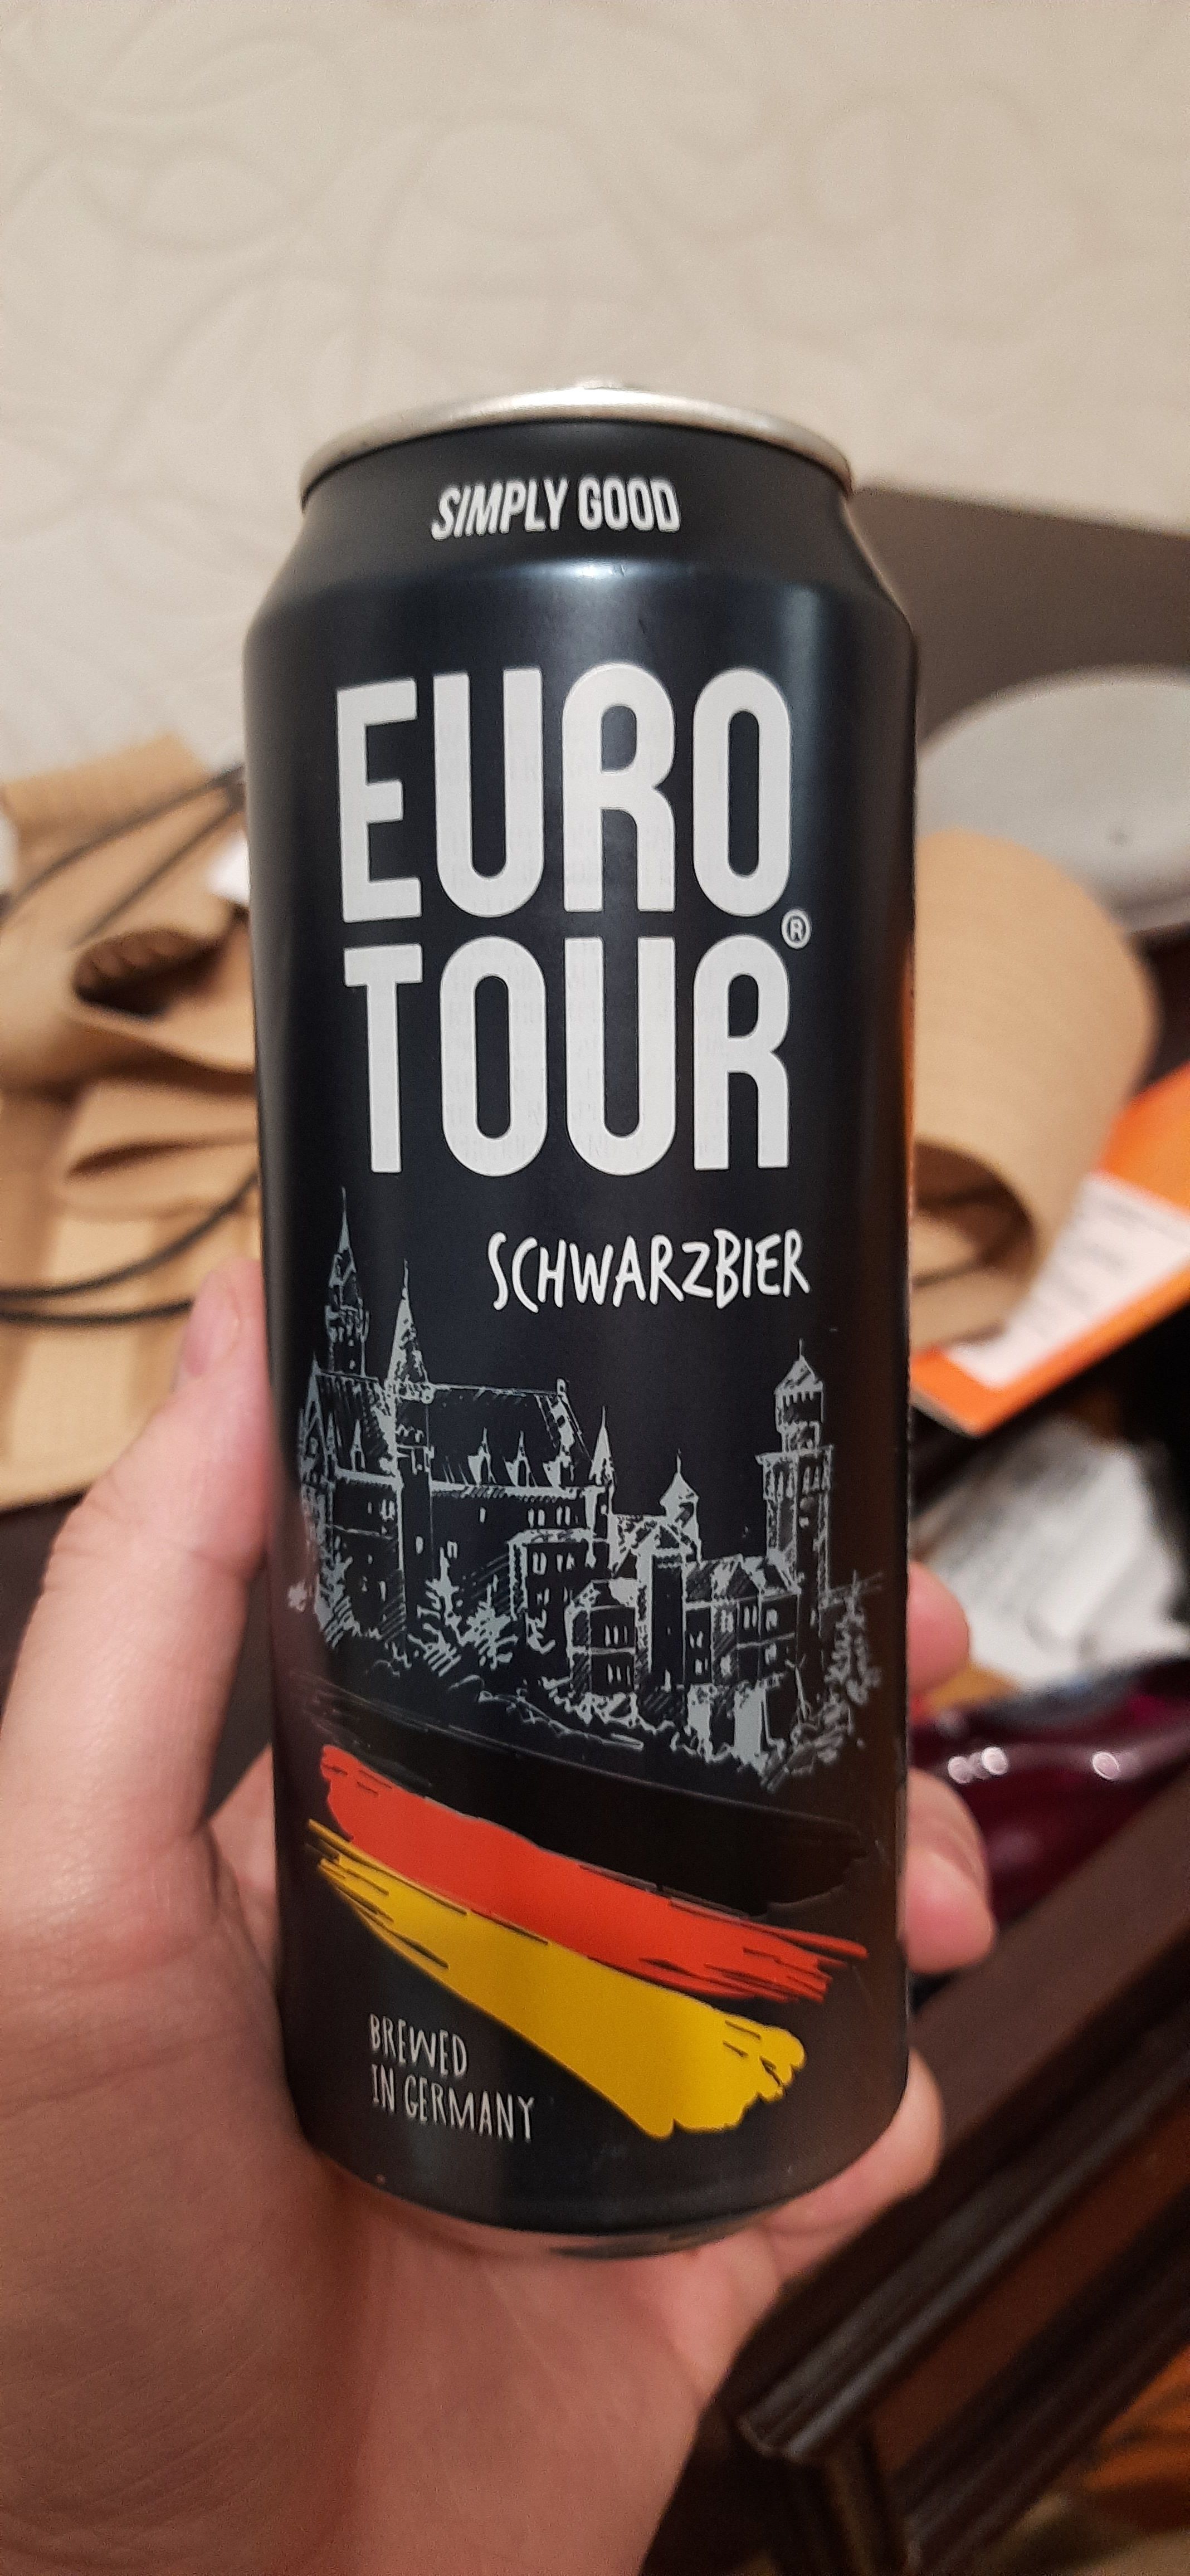 SIMPLY GOOD
EURO
TOUR®
SCHWARZBIER
BREWED
IN GERMANY